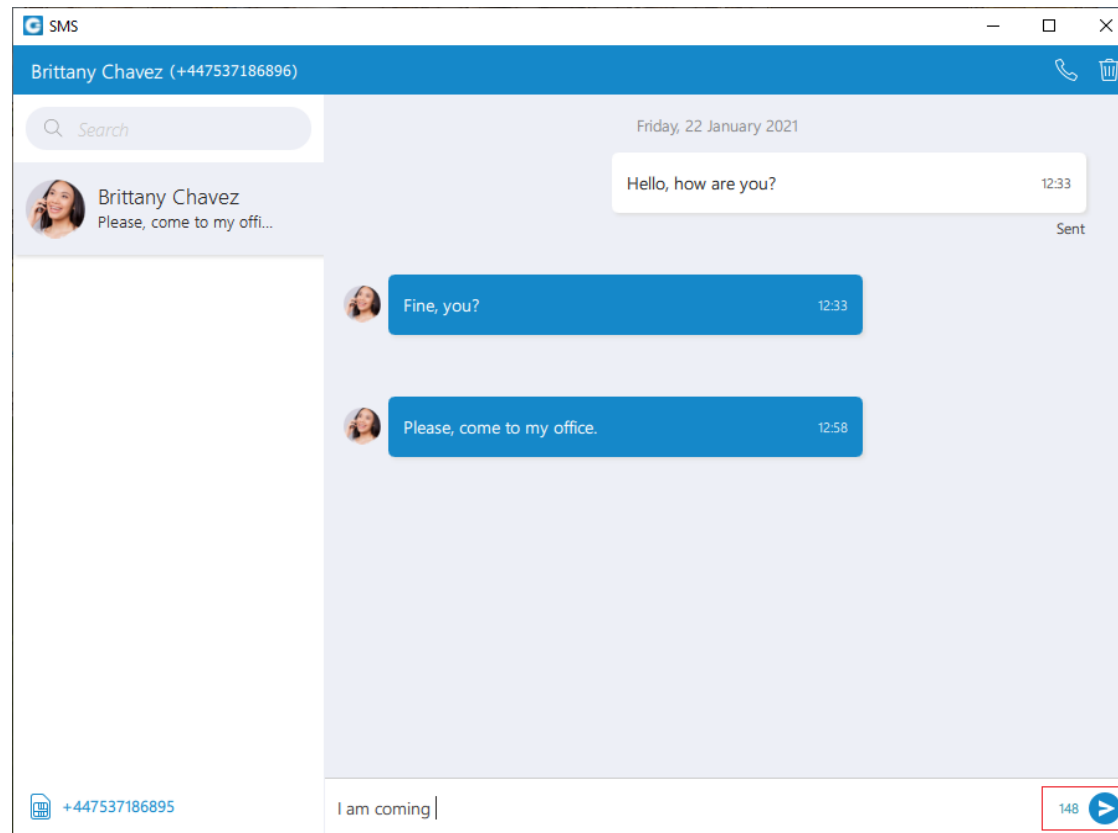 SMS
Brittany Chavez (+447537186896)
Search
Brittany Chavez
Please, come to my offi...
+447537186895
Friday, 22 January 2021
Hello, how are you? 12:33
Sent
Fine, you? 12:33
Please, come to my office. 12:58
I am coming
148